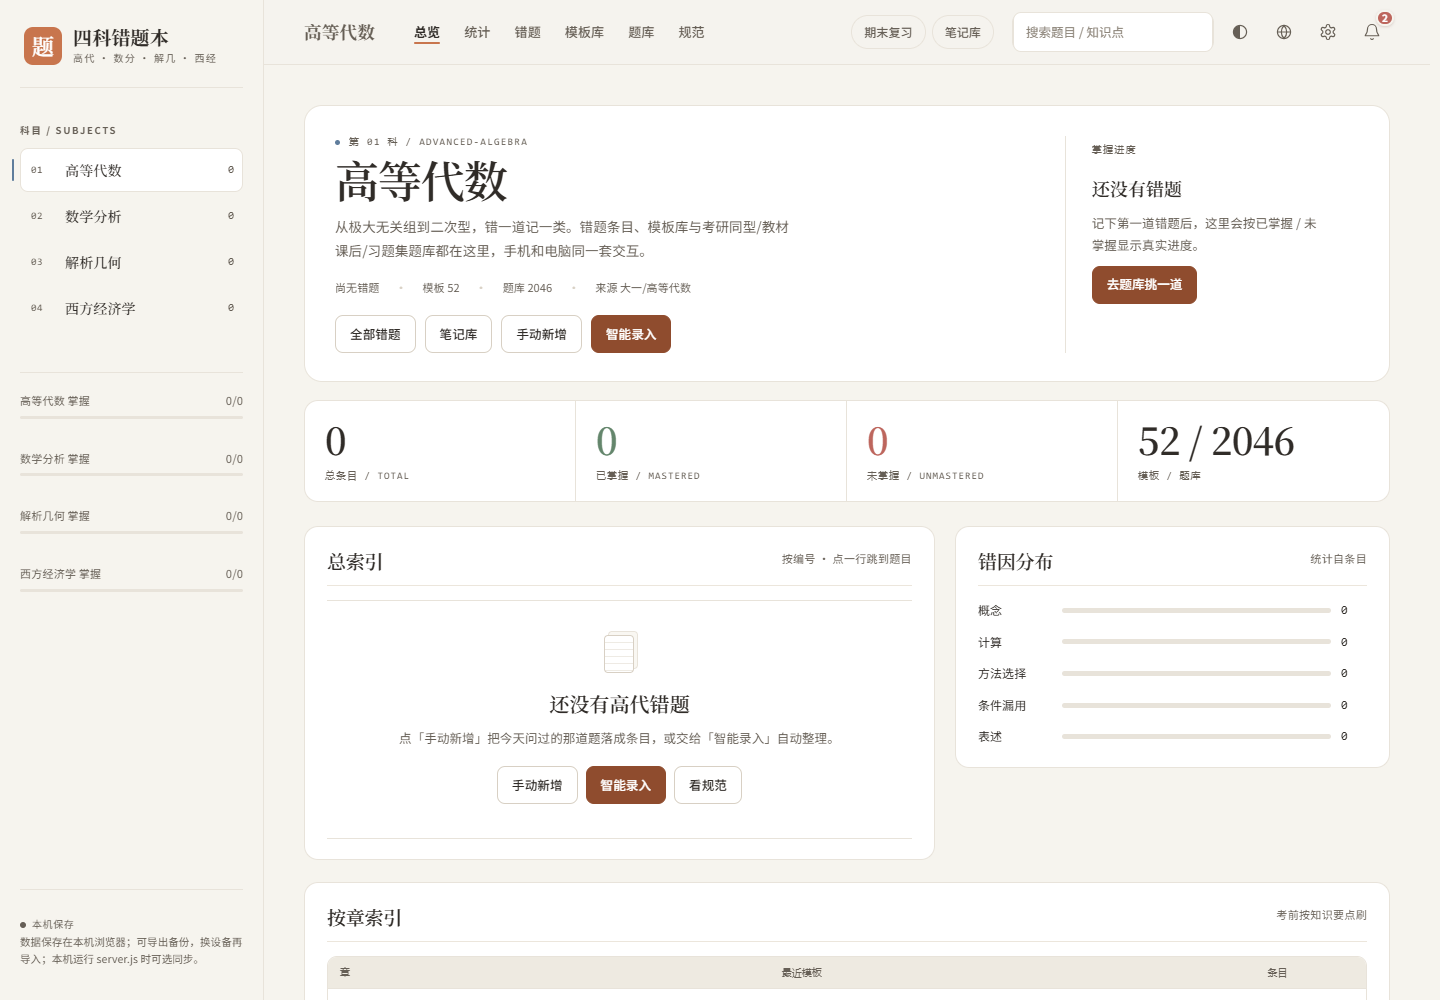 题
四科错题本
高代 · 数分 · 解几 · 西经
科目 / SUBJECTS
01 高等代数 0
02 数学分析 0
03 解析几何 0
04 西方经济学 0
高等代数 掌握 0/0
数学分析 掌握 0/0
解析几何 掌握 0/0
西方经济学 掌握 0/0
本机保存
数据保存在本机浏览器；可导出备份，换设备再
导入；本机运行 server.js 时可选同步。
高等代数 总览 统计 错题 模板库 题库 规范 期末复习 笔记库 搜索题目 / 知识点 2
第 01 科 / ADVANCED-ALGEBRA
高等代数
从极大无关组到二次型，错一道记一类。错题条目、模板库与考研同型/教材
课后/习题集题库都在这里，手机和电脑同一套交互。
尚无错题 · 模板 52 · 题库 2046 · 来源 大一/高等代数
全部错题 笔记库 手动新增 智能录入
掌握进度
还没有错题
记下第一道错题后，这里会按已掌握 / 未
掌握显示真实进度。
去题库挑一道
0
总条目 / TOTAL
0
已掌握 / MASTERED
0
未掌握 / UNMASTERED
52 / 2046
模板 / 题库
总索引 按编号 · 点一行跳到题目
还没有高代错题
点「手动新增」把今天问过的那道题落成条目，或交给「智能录入」自动整理。
手动新增 智能录入 看规范
错因分布 统计自条目
概念 0
计算 0
方法选择 0
条件漏用 0
表述 0
按章索引 考前按知识要点刷
章 最近模板 条目